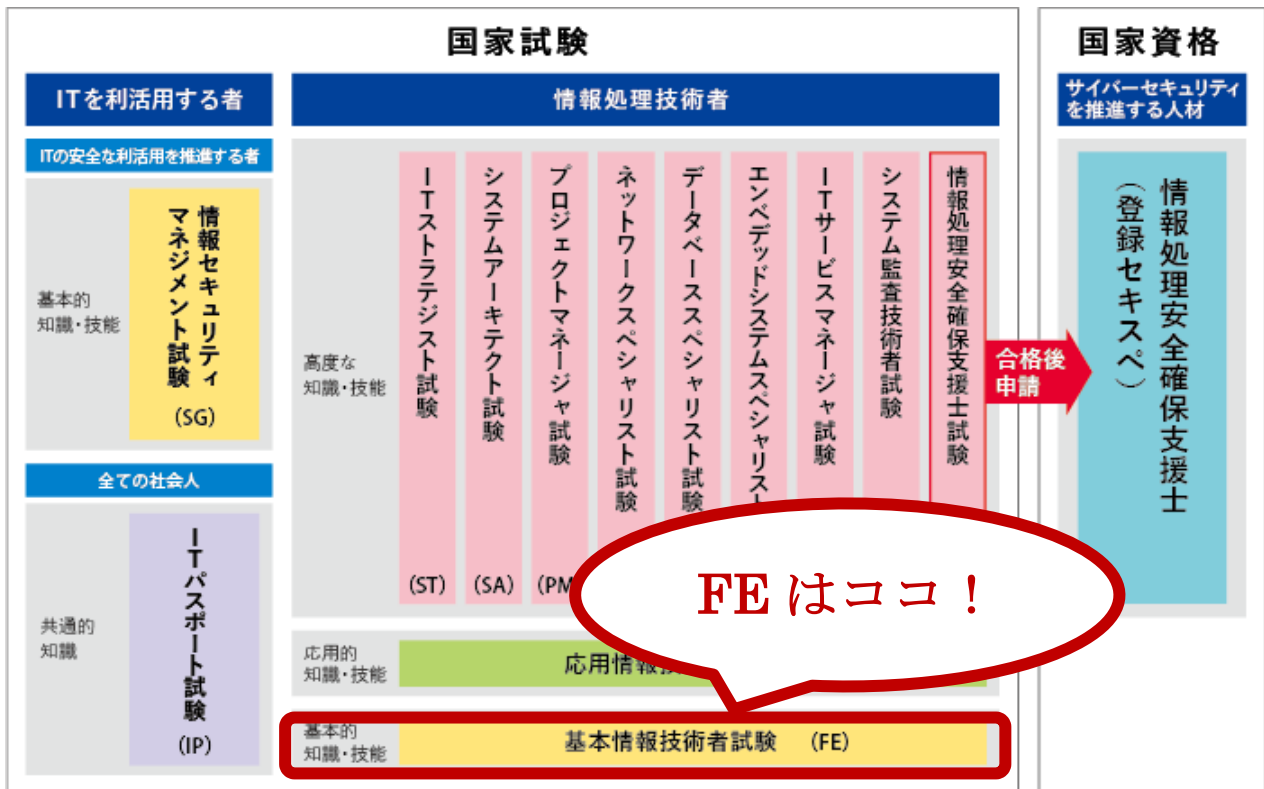 国家試験
国家資格
ITを利活用する者
情報処理技術者
サイバーセキュリティ
を推進する人材
ITの安全な利活用を推進する者
基本的
知識・技能
情報セキュリティ
マネジメント試験
(SG)
全ての社会人
共通的
知識
ITパスポート試験
(IP)
高度な
知識・技能
ITストラテジスト試験
(ST)
システムアーキテクト試験
(SA)
プロジェクトマネージャ試験
(PM
ネットワークスペシャリスト試験
データベーススペシャリスト試験
エンベデッドシステムスペシャリスト
ITサービスマネージャ試験
システム監査技術者試験
情報処理安全確保支援士試験
合格後
申請
情報処理安全確保支援士
(登録セキスペ)
FE はココ！
応用的
知識・技能
応用情報
基本的
知識・技能
基本情報技術者試験 (FE)